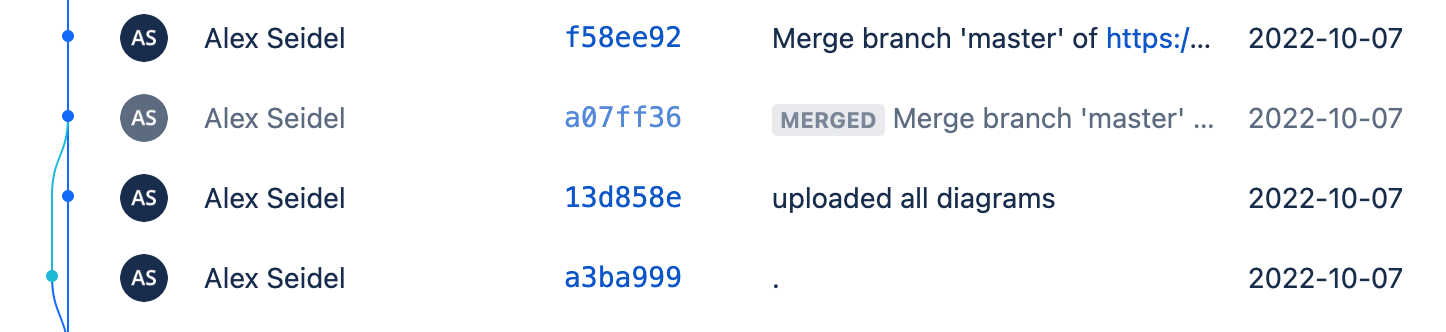 AS Alex Seidel f58ee92 Merge branch 'master' of https:/... 2022-10-07
AS Alex Seidel a07ff36 MERGED Merge branch 'master' ... 2022-10-07
AS Alex Seidel 13d858e uploaded all diagrams 2022-10-07
AS Alex Seidel a3ba999 . 2022-10-07